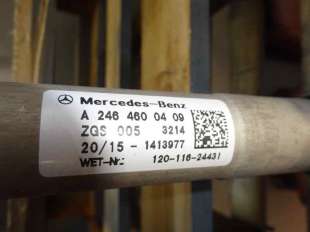 Mercedes-Benz
A 246 460 04 09
ZGS 005 3214
20/15 - 1413977
WET-Nr.: 120-116-24431